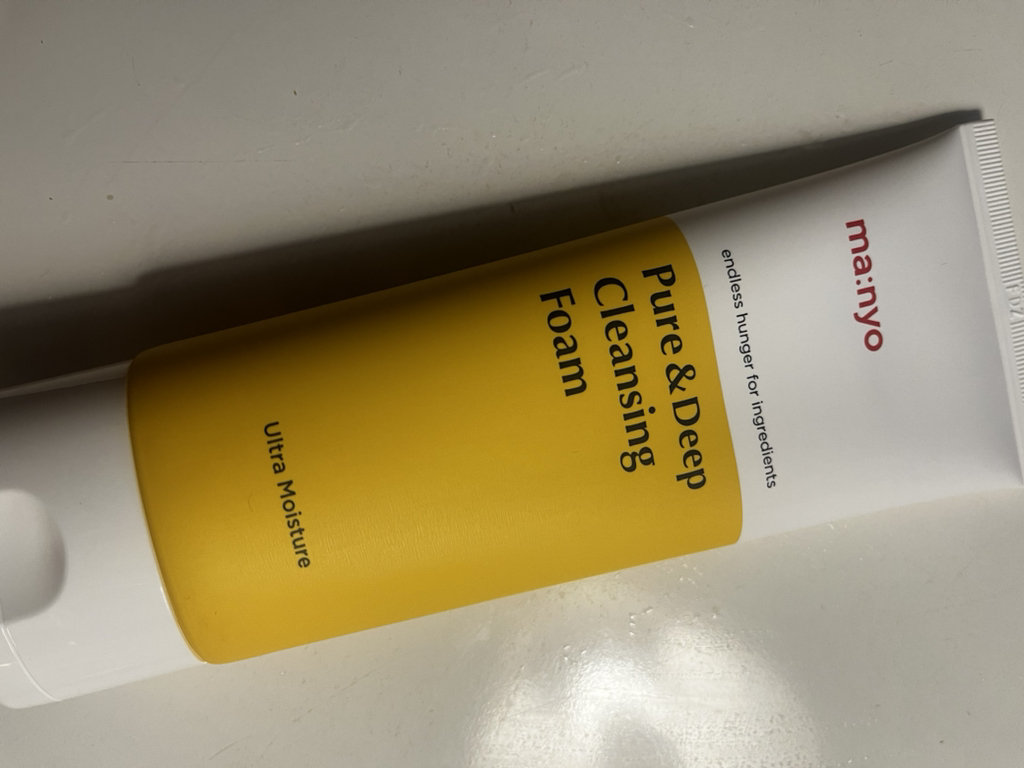 ma:nyo
endless hunger for ingredients
Pure & Deep
Cleansing
Foam
Ultra Moisture